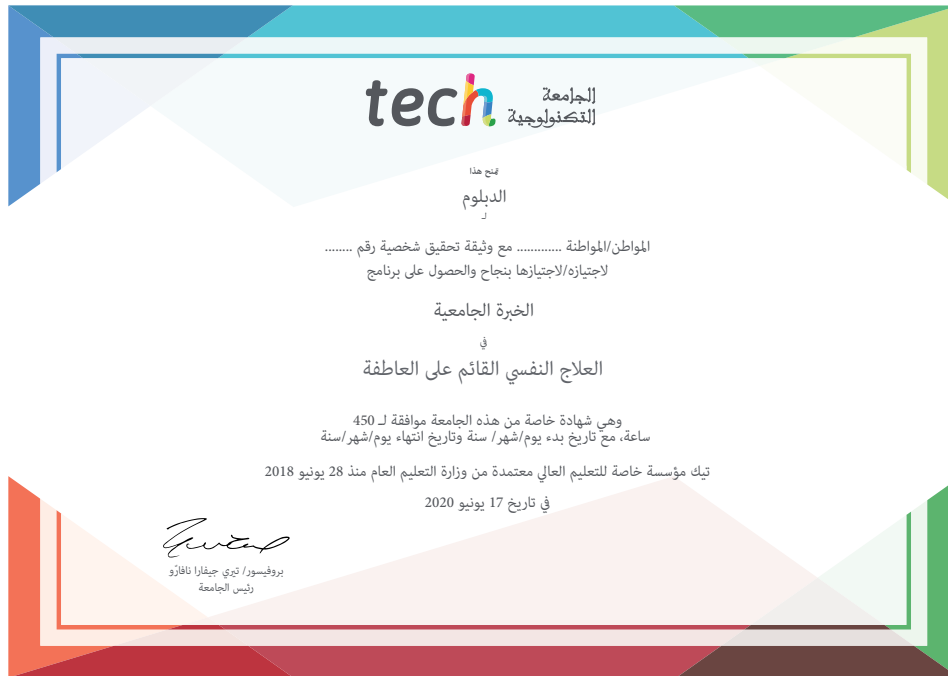 tech الجامعة
التكنولوجية
تمنح هذا
الدبلوم
لـ
المواطن/المواطنة ............. مع وثيقة تحقيق شخصية رقم ........
لاجتيازه/لاجتيازها بنجاح والحصول على برنامج
الخبرة الجامعية
في
العلاج النفسي القائم على العاطفة
وهي شهادة خاصة من هذه الجامعة موافقة لـ 450
ساعة، مع تاريخ بدء يوم/شهر/ سنة وتاريخ انتهاء يوم/شهر/سنة
تيك مؤسسة خاصة للتعليم العالي معتمدة من وزارة التعليم العام منذ 28 يونيو 2018
في تاريخ 17 يونيو 2020
بروفيسور/ تيري جيفارا نافارّو
رئيس الجامعة